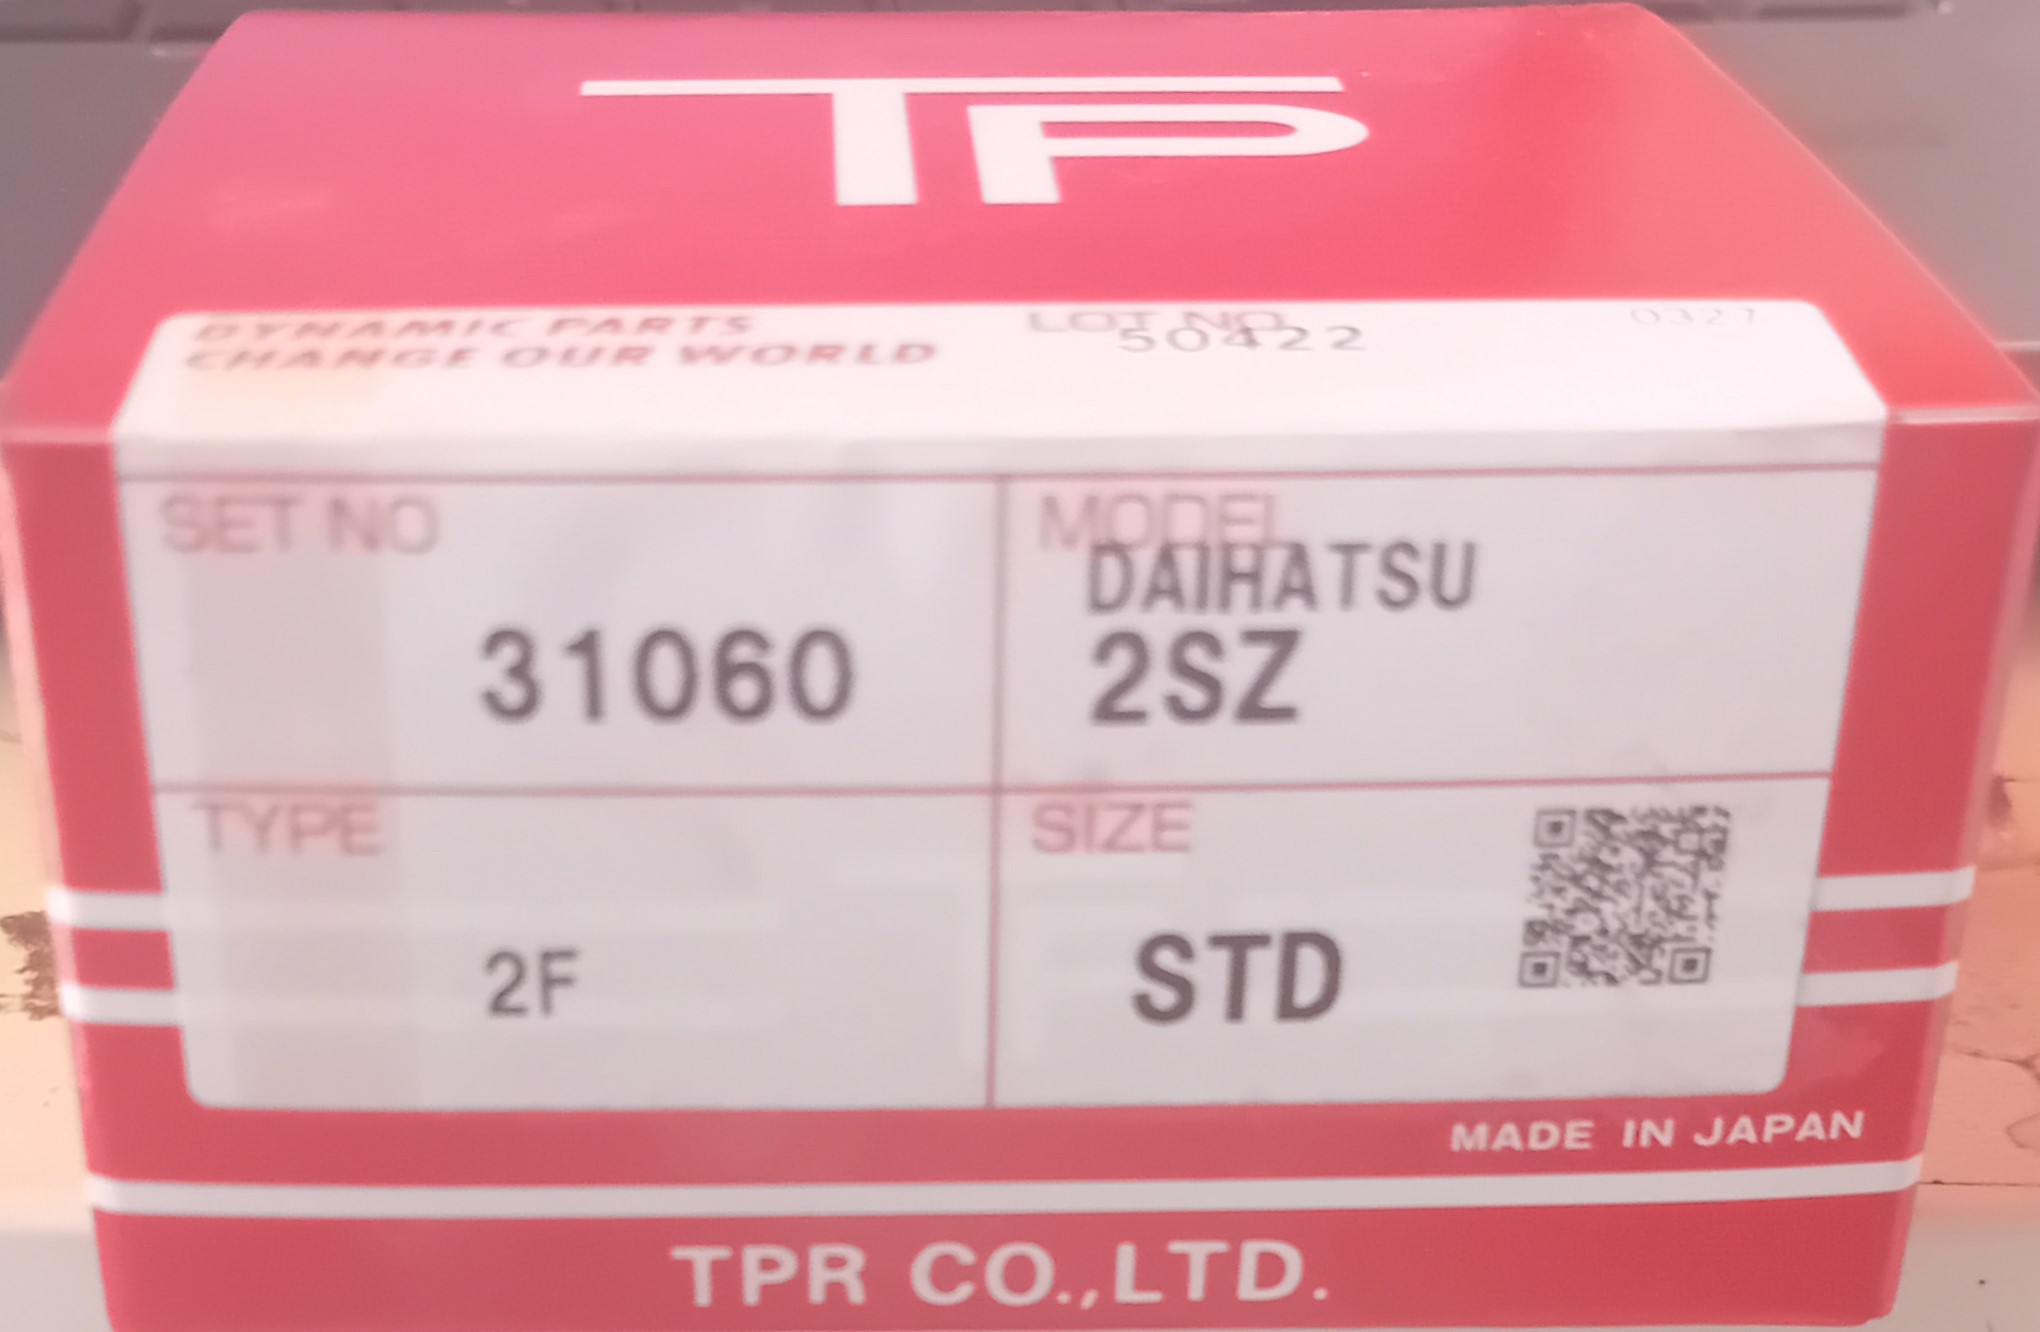 TP
DYNAMIC PARTS
CHANGE OUR WORLD
LOT NO
50422
0327
SET NO
31060
MODEL
DAIHATSU
2SZ
TYPE
2F
SIZE
STD
MADE IN JAPAN
TPR CO.,LTD.